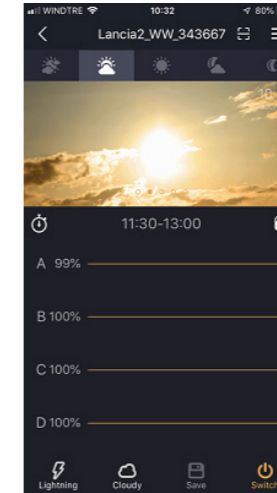 WINDTRE 10:32 80%
Lancia2_WW_343667
11:30-13:00
A 99%
B 100%
C 100%
D 100%
Lightning Cloudy Save Switch